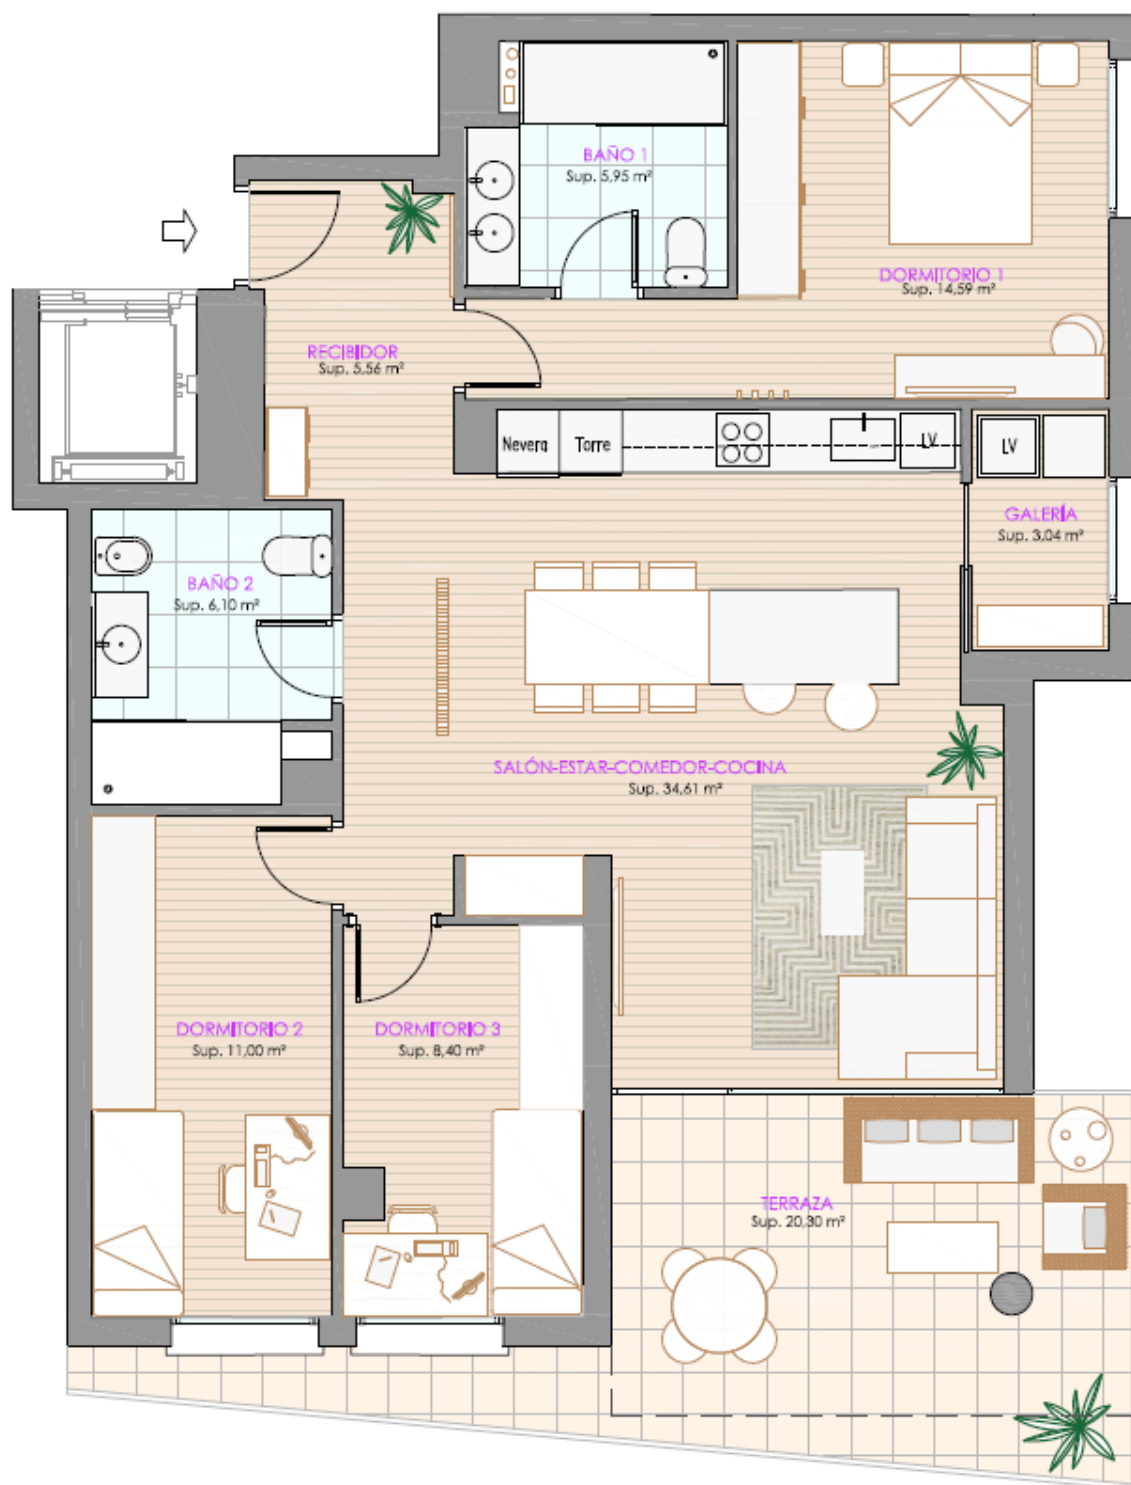 BAÑO 1
Sup. 5,95 m²
DORMITORIO 1
Sup. 14,59 m²
RECIBIDOR
Sup. 5,56 m²
Nevera
Torre
LV
LV
GALERÍA
Sup. 3,04 m²
BAÑO 2
Sup. 6,10 m²
SALÓN-ESTAR-COMEDOR-COCINA
Sup. 34,61 m²
DORMITORIO 2
Sup. 11,00 m²
DORMITORIO 3
Sup. 8,40 m²
TERRAZA
Sup. 20,30 m²